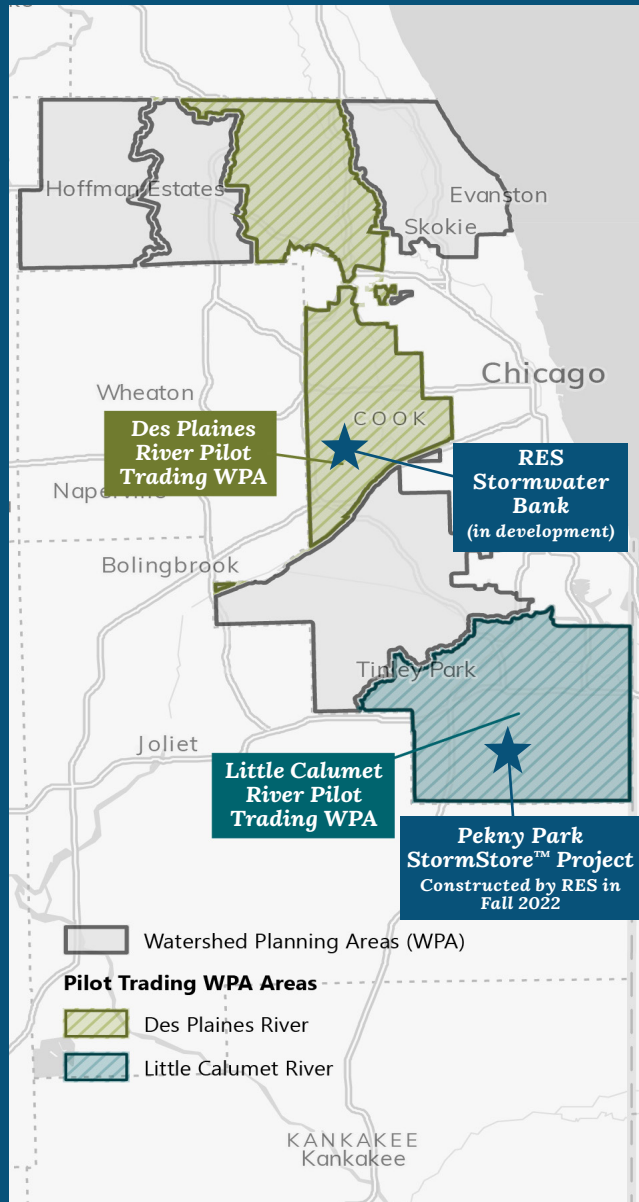 Hoffman Estates
Evanston
Skokie
Chicago
Wheaton
COOK
Des Plaines
River Pilot
Trading WPA
RES
Stormwater
Bank
(in development)
Bolingbrook
Tinley Park
Joliet
Little Calumet
River Pilot
Trading WPA
Pekny Park
StormStore™ Project
Constructed by RES in
Fall 2022
Watershed Planning Areas (WPA)
Pilot Trading WPA Areas
Des Plaines River
Little Calumet River
KANKAKEE
Kankakee